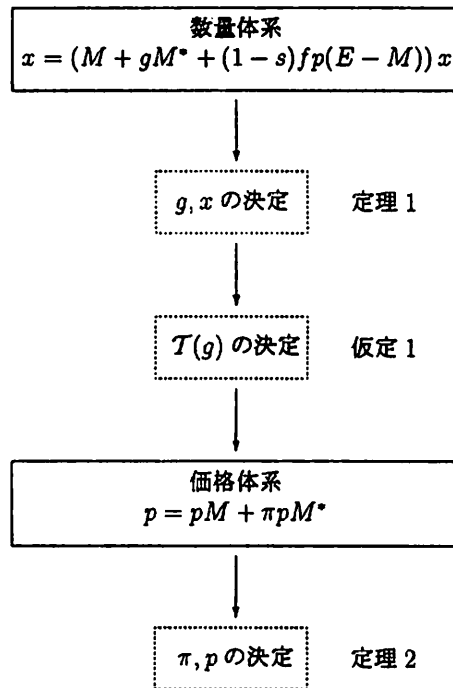 数量体系
x = (M + gM* + (1 − s)fp(E − M)) x
g, x の決定 定理 1
T(g) の決定 仮定 1
価格体系
p = pM + πpM*
π, p の決定 定理 2